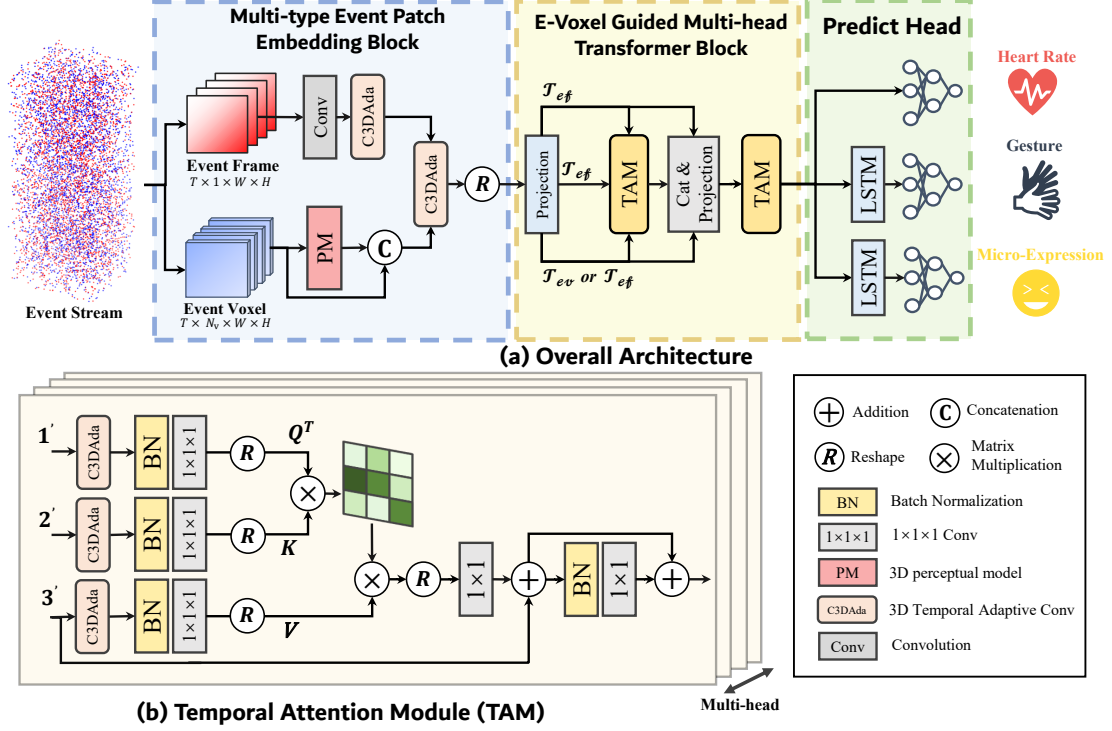 Multi-type Event Patch
Embedding Block
E-Voxel Guided Multi-head
Transformer Block
Predict Head
Event Stream
Event Frame
T × 1 × W × H
Conv
C3DAda
Event Voxel
T × N_v × W × H
PM
C
C3DAda
R
Projection
𝒯_ef
𝒯_ef
𝒯_ev or 𝒯_ef
TAM
Cat &
Projection
TAM
LSTM
LSTM
Heart Rate
Gesture
Micro-Expression
(a) Overall Architecture
1'
C3DAda
BN
1×1×1
R
Q^T
2'
C3DAda
BN
1×1×1
R
K
3'
C3DAda
BN
1×1×1
R
V
R
1×1
BN
1×1
Multi-head
(b) Temporal Attention Module (TAM)
Addition
C Concatenation
R Reshape
Matrix
Multiplication
BN Batch Normalization
1×1×1 1×1×1 Conv
PM 3D perceptual model
C3DAda 3D Temporal Adaptive Conv
Conv Convolution